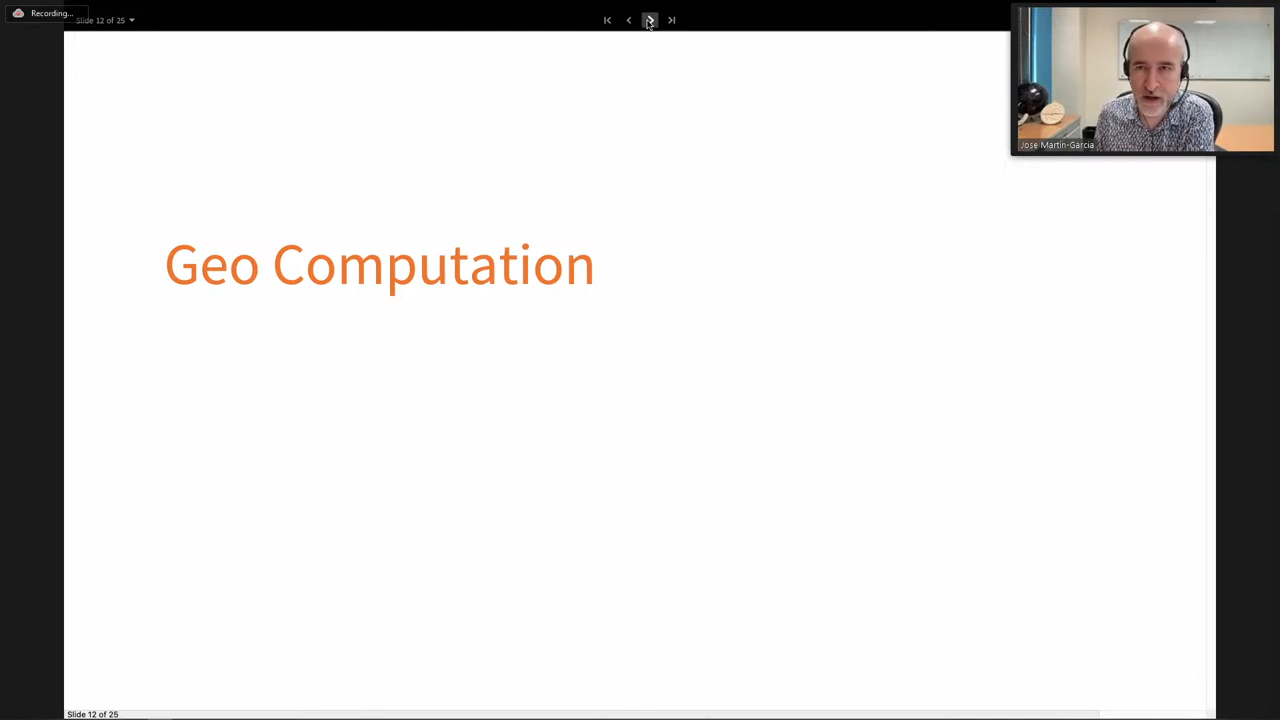 Recording...
Slide 12 of 25
Jose Martin-Garcia
Geo Computation
Slide 12 of 25